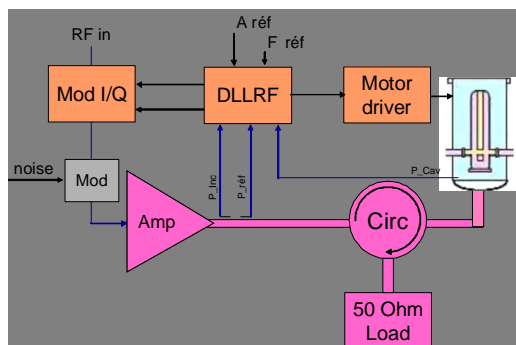 A réf
RF in
F réf
Mod I/Q
DLLRF
Motor
driver
noise
Mod
P_Inc
P_réf
P_Cav
Amp
Circ
50 Ohm
Load